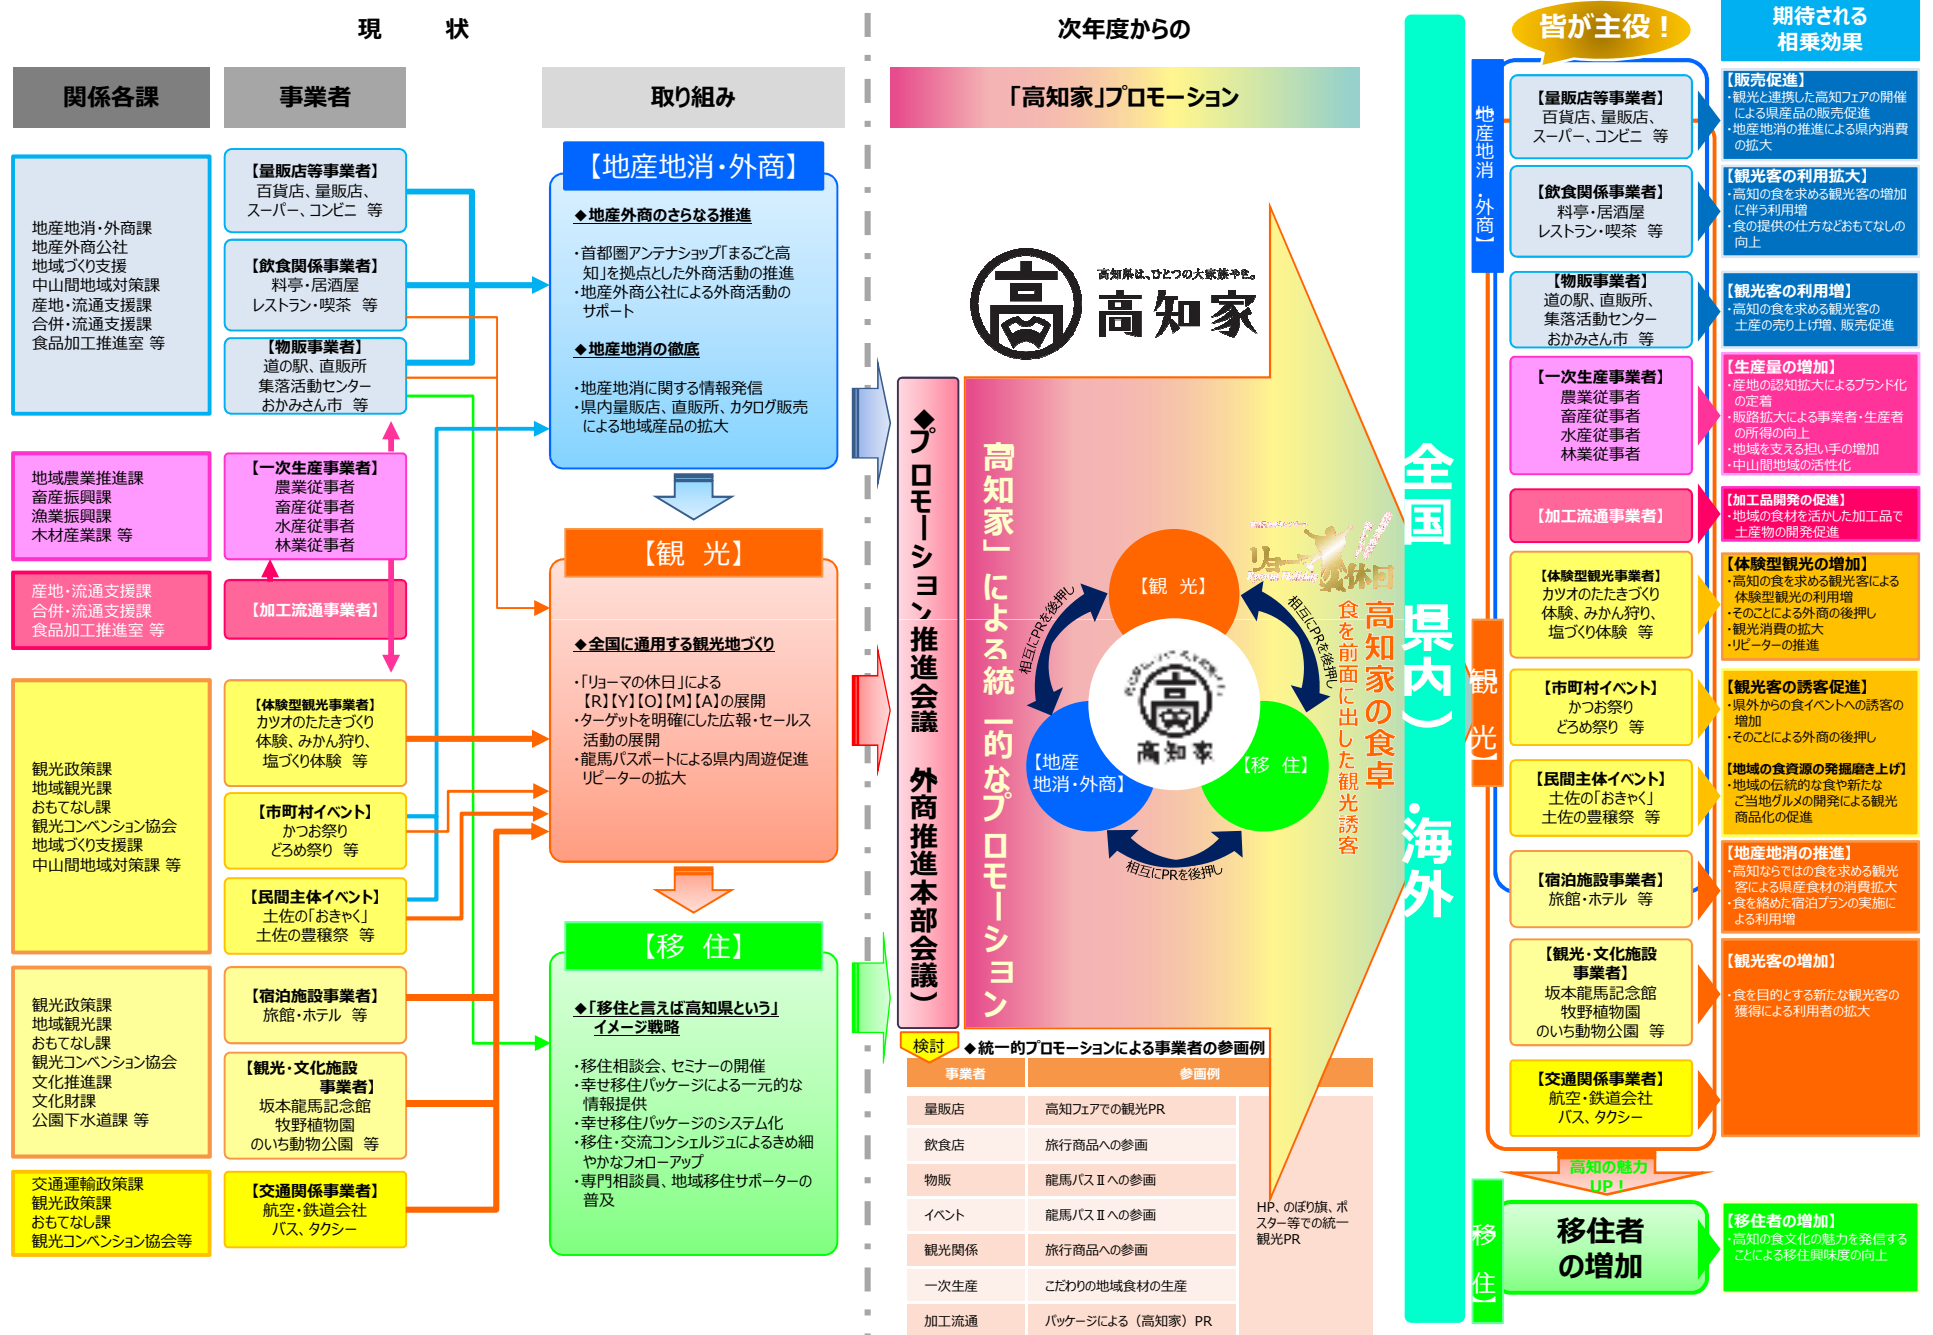 現　状
次年度からの
関係各課
事業者
取り組み
「高知家」プロモーション
地産地消・外商課
地産外商公社
地域づくり支援
中山間地域対策課
産地・流通支援課
合併・流通支援課
食品加工推進室 等
地域農業推進課
畜産振興課
漁業振興課
木材産業課 等
産地・流通支援課
合併・流通支援課
食品加工推進室 等
観光政策課
地域観光課
おもてなし課
観光コンベンション協会
地域づくり支援課
中山間地域対策課 等
観光政策課
地域観光課
おもてなし課
観光コンベンション協会
文化推進課
文化財課
公園下水道課 等
交通運輸政策課
観光政策課
おもてなし課
観光コンベンション協会等
【量販店等事業者】
百貨店、量販店、
スーパー、コンビニ　等
【飲食関係事業者】
料亭・居酒屋
レストラン・喫茶　等
【物販事業者】
道の駅、直販所
集落活動センター
おかみさん市　等
【一次生産事業者】
農業従事者
畜産従事者
水産従事者
林業従事者
【加工流通事業者】
【体験型観光事業者】
カツオのたたきづくり
体験、みかん狩り、
塩づくり体験　等
【市町村イベント】
かつお祭り
どろめ祭り　等
【民間主体イベント】
土佐の「おきゃく」
土佐の豊穣祭　等
【宿泊施設事業者】
旅館・ホテル　等
【観光・文化施設
事業者】
坂本龍馬記念館
牧野植物園
のいち動物公園　等
【交通関係事業者】
航空・鉄道会社
バス、タクシー
【地産地消・外商】
◆地産外商のさらなる推進
・首都圏アンテナショップ「まるごと高
知」を拠点とした外商活動の推進
・地産外商公社による外商活動の
サポート
◆地産地消の徹底
・地産地消に関する情報発信
・県内量販店、直販所、カタログ販売
による地域産品の拡大
【観　光】
◆全国に通用する観光地づくり
・「リョーマの休日」による
【R】【Y】【O】【M】【A】の展開
・ターゲットを明確にした広報・セールス
活動の展開
・龍馬パスポートによる県内周遊促進
リピーターの拡大
【移　住】
◆「移住と言えば高知県という」
イメージ戦略
・移住相談会、セミナーの開催
・幸せ移住パッケージによる一元的な
情報提供
・幸せ移住パッケージのシステム化
・移住・交流コンシェルジュによるきめ細
やかなフォローアップ
・専門相談員、地域移住サポーターの
普及
高知県は、ひとつの大家族やき。
高知家
◆プロモーション推進会議　外商推進本部会議）
検討
高知家」による統一的なプロモーション
【観　光】
【地産
地消・外商】
【移　住】
高知家
相互にPRを後押し
相互にPRを後押し
相互にPRを後押し
リョーマの休日
高知家の食卓
食を前面に出した観光誘客
◆統一的プロモーションによる事業者の参画例
事業者　参画例
量販店　高知フェアでの観光PR
飲食店　旅行商品への参画
物販　龍馬パスⅡへの参画
イベント　龍馬パスⅡへの参画
観光関係　旅行商品への参画
一次生産　こだわりの地域食材の生産
加工流通　パッケージによる（高知家）PR
HP、のぼり旗、ポ
スター等での統一
観光PR
全国　県内）・海外
皆が主役！
期待される
相乗効果
地産地消・外商】
観　光】
移　住】
【量販店等事業者】
百貨店、量販店、
スーパー、コンビニ　等
【飲食関係事業者】
料亭・居酒屋
レストラン・喫茶　等
【物販事業者】
道の駅、直販所、
集落活動センター
おかみさん市　等
【一次生産事業者】
農業従事者
畜産従事者
水産従事者
林業従事者
【加工流通事業者】
【体験型観光事業者】
カツオのたたきづくり
体験、みかん狩り、
塩づくり体験　等
【市町村イベント】
かつお祭り
どろめ祭り　等
【民間主体イベント】
土佐の「おきゃく」
土佐の豊穣祭　等
【宿泊施設事業者】
旅館・ホテル　等
【観光・文化施設
事業者】
坂本龍馬記念館
牧野植物園
のいち動物公園　等
【交通関係事業者】
航空・鉄道会社
バス、タクシー
高知の魅力
UP！
移住者
の増加
【販売促進】
・観光と連携した高知フェアの開催
による県産品の販売促進
・地産地消の推進による県内消費
の拡大
【観光客の利用拡大】
・高知の食を求める観光客の増加
に伴う利用増
・食の提供の仕方などおもてなしの
向上
【観光客の利用増】
・高知の食を求める観光客の
土産の売り上げ増、販売促進
【生産量の増加】
・産地の認知拡大によるブランド化
の定着
・販路拡大による事業者・生産者
の所得の向上
・地域を支える担い手の増加
・中山間地域の活性化
【加工品開発の促進】
・地域の食材を活かした加工品で
土産物の開発促進
【体験型観光の増加】
・高知の食を求める観光客による
体験型観光の利用増
・そのことによる外商の後押し
・観光消費の拡大
・リピーターの推進
【観光客の誘客促進】
・県外からの食イベントへの誘客の
増加
・そのことによる外商の後押し
【地域の食資源の発掘磨き上げ】
・地域の伝統的な食や新たな
ご当地グルメの開発による観光
商品化の促進
【地産地消の推進】
・高知ならではの食を求める観光
客による県産食材の消費拡大
・食を絡めた宿泊プランの実施に
よる利用増
【観光客の増加】
・食を目的とする新たな観光客の
獲得による利用者の拡大
【移住者の増加】
・高知の食文化の魅力を発信する
ことによる移住興味度の向上